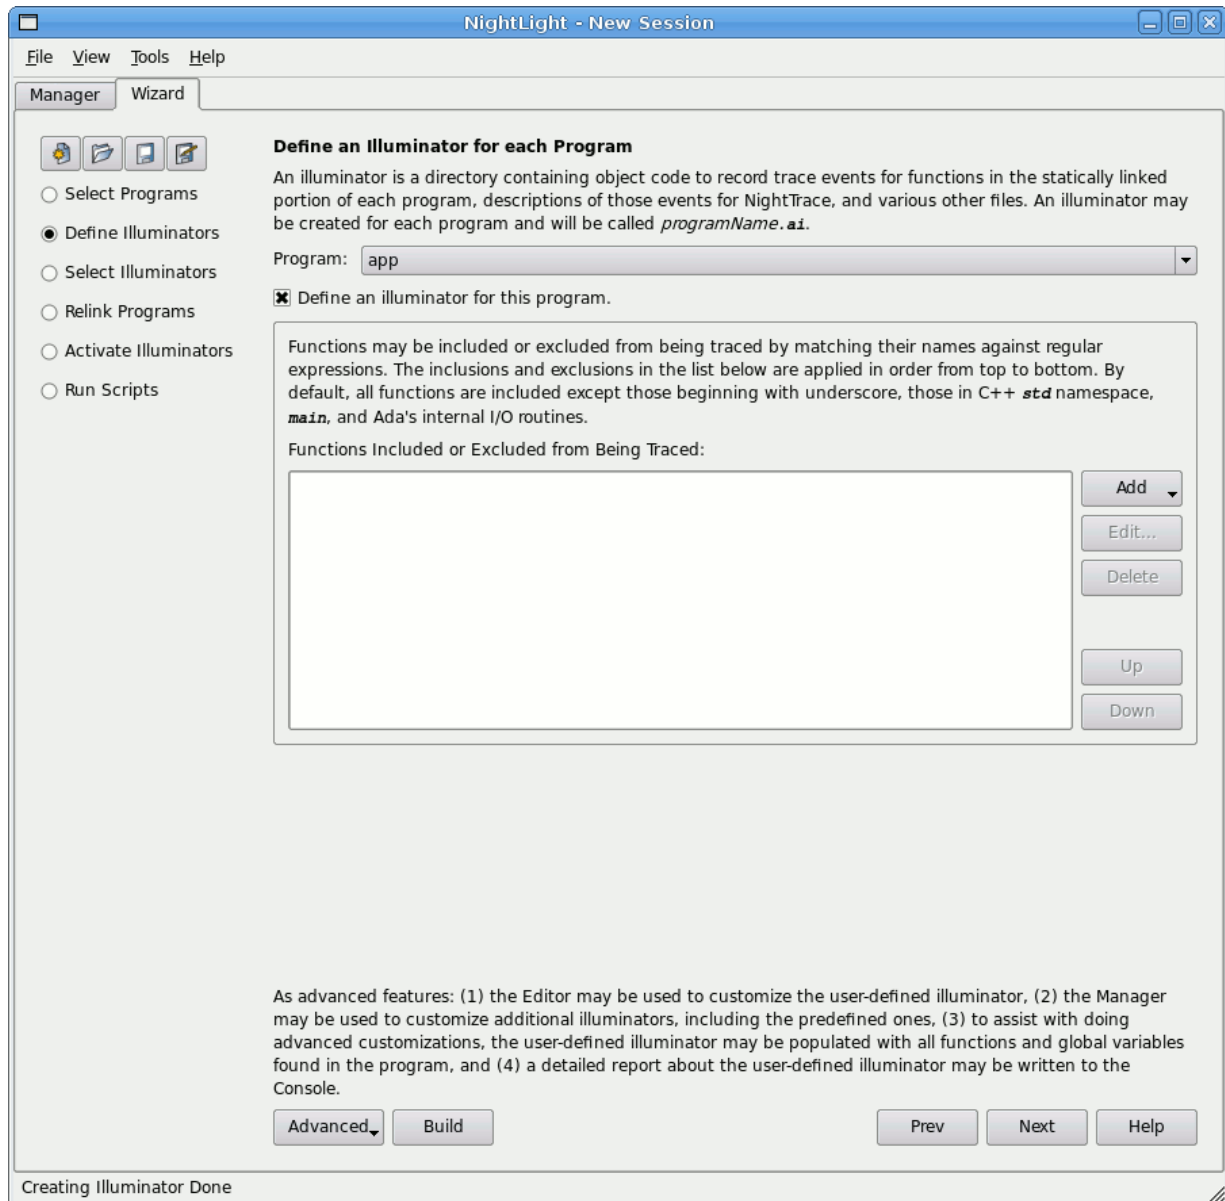 NightLight - New Session
File View Tools Help
Manager Wizard
Define an Illuminator for each Program
An illuminator is a directory containing object code to record trace events for functions in the statically linked
portion of each program, descriptions of those events for NightTrace, and various other files. An illuminator may
be created for each program and will be called programName.ai.
Select Programs
Define Illuminators
Select Illuminators
Relink Programs
Activate Illuminators
Run Scripts
Program: app
Define an illuminator for this program.
Functions may be included or excluded from being traced by matching their names against regular
expressions. The inclusions and exclusions in the list below are applied in order from top to bottom. By
default, all functions are included except those beginning with underscore, those in C++ std namespace,
main, and Ada's internal I/O routines.
Functions Included or Excluded from Being Traced:
Add
Edit...
Delete
Up
Down
As advanced features: (1) the Editor may be used to customize the user-defined illuminator, (2) the Manager
may be used to customize additional illuminators, including the predefined ones, (3) to assist with doing
advanced customizations, the user-defined illuminator may be populated with all functions and global variables
found in the program, and (4) a detailed report about the user-defined illuminator may be written to the
Console.
Advanced Build Prev Next Help
Creating Illuminator Done